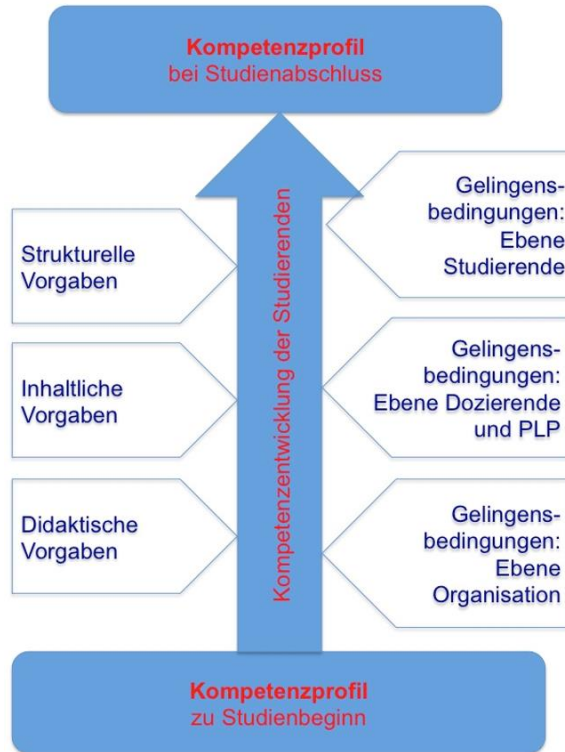 Kompetenzprofil
bei Studienabschluss
Kompetenzentwicklung der Studierenden
Strukturelle
Vorgaben
Inhaltliche
Vorgaben
Didaktische
Vorgaben
Gelingens-
bedingungen:
Ebene
Studierende
Gelingens-
bedingungen:
Ebene Dozierende
und PLP
Gelingens-
bedingungen:
Ebene
Organisation
Kompetenzprofil
zu Studienbeginn